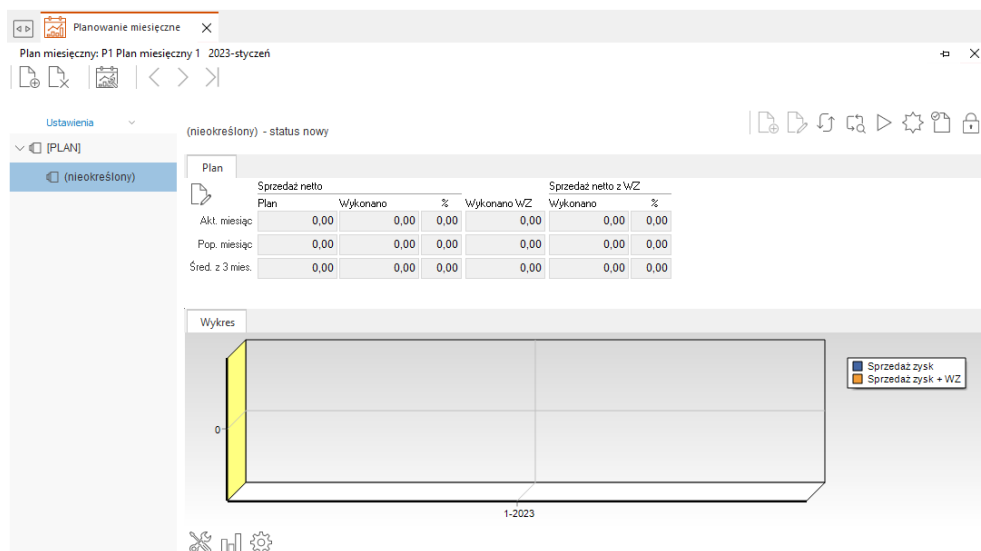 Planowanie miesięczne
Plan miesięczny: P1 Plan miesięczny 1 2023-styczeń
Ustawienia
(nieokreślony) - status nowy
[PLAN]
(nieokreślony)
Plan
Sprzedaż netto Sprzedaż netto z WZ
Plan Wykonano % Wykonano WZ Wykonano %
Akt. miesiąc 0,00 0,00 0,00 0,00 0,00 0,00
Pop. miesiąc 0,00 0,00 0,00 0,00 0,00 0,00
Śred. z 3 mies. 0,00 0,00 0,00 0,00 0,00 0,00
Wykres
Sprzedaż zysk
Sprzedaż zysk + WZ
0
1-2023